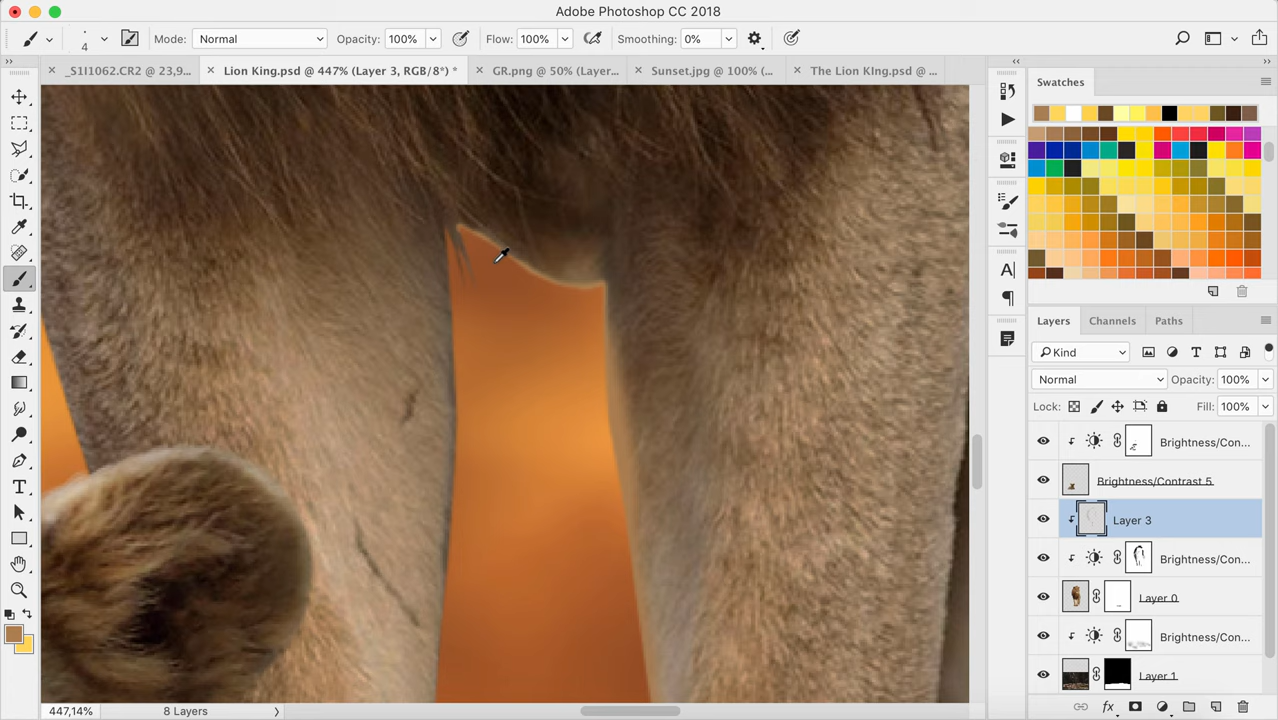 Adobe Photoshop CC 2018
4 Mode: Normal Opacity: 100% Flow: 100% Smoothing: 0%
_S1I1062.CR2 @ 23,9... Lion King.psd @ 447% (Layer 3, RGB/8*) * GR.png @ 50% (Layer... Sunset.jpg @ 100% (... The Lion KIng.psd @ ...
Swatches
Layers Channels Paths
Kind
Normal Opacity: 100%
Lock: Fill: 100%
Brightness/Con...
Brightness/Contrast 5
Layer 3
Brightness/Con...
Layer 0
Brightness/Con...
Layer 1
447,14% 8 Layers